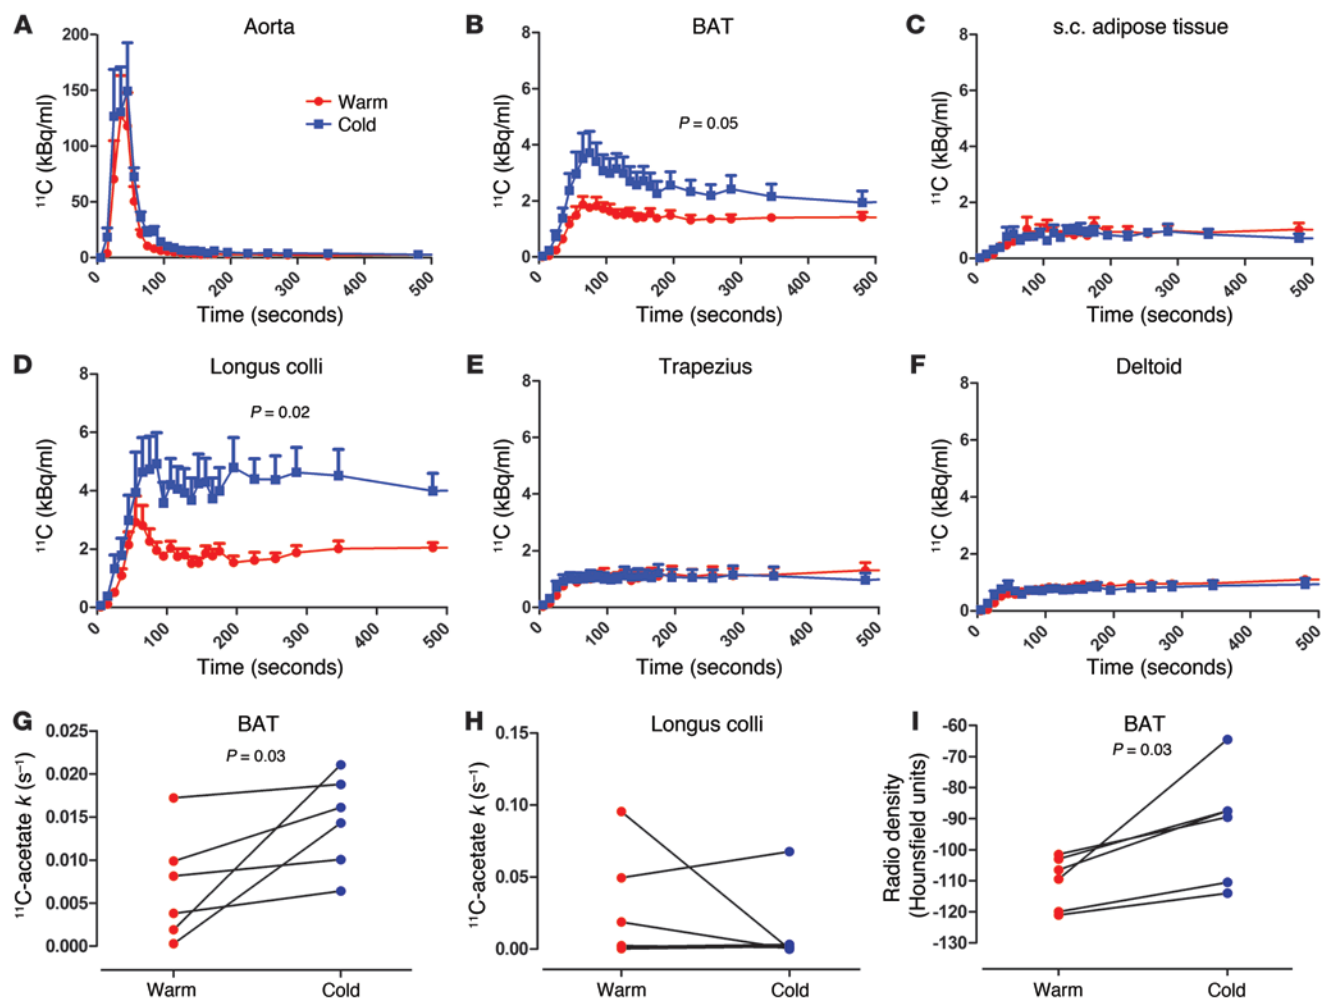 A Aorta
200
150
100
50
0
¹¹C (kBq/ml)
Warm
Cold
0 100 200 300 400 500
Time (seconds)
B BAT
8
6
4
2
0
¹¹C (kBq/ml)
P = 0.05
0 100 200 300 400 500
Time (seconds)
C s.c. adipose tissue
8
6
4
2
0
¹¹C (kBq/ml)
0 100 200 300 400 500
Time (seconds)
D Longus colli
8
6
4
2
0
¹¹C (kBq/ml)
P = 0.02
0 100 200 300 400 500
Time (seconds)
E Trapezius
8
6
4
2
0
¹¹C (kBq/ml)
0 100 200 300 400 500
Time (seconds)
F Deltoid
8
6
4
2
0
¹¹C (kBq/ml)
0 100 200 300 400 500
Time (seconds)
G BAT
P = 0.03
0.025
0.020
0.015
0.010
0.005
0.000
¹¹C-acetate k (s⁻¹)
Warm Cold
H Longus colli
0.15
0.10
0.05
0.00
¹¹C-acetate k (s⁻¹)
Warm Cold
I BAT
P = 0.03
-60
-70
-80
-90
-100
-110
-120
-130
Radio density
(Hounsfield units)
Warm Cold